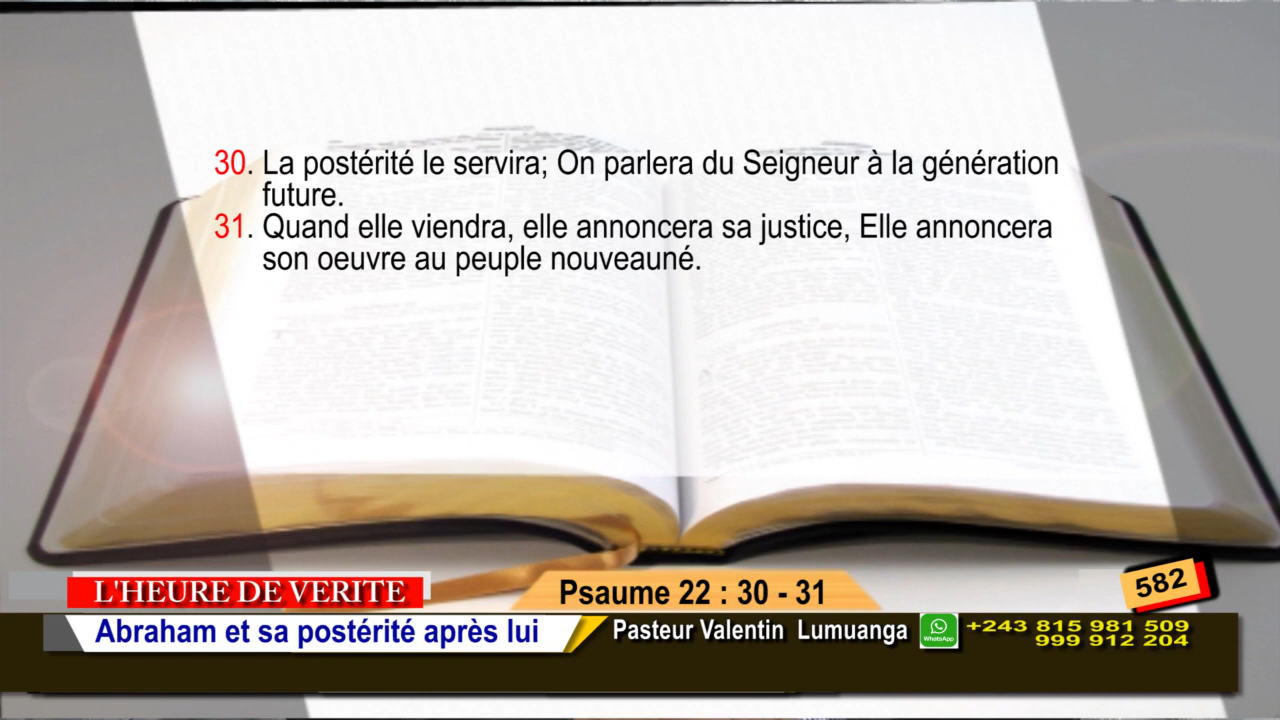 30. La postérité le servira; On parlera du Seigneur à la génération
future.
31. Quand elle viendra, elle annoncera sa justice, Elle annoncera
son oeuvre au peuple nouveauné.
L'HEURE DE VERITE
Psaume 22 : 30 - 31
582
Abraham et sa postérité après lui
Pasteur Valentin Lumuanga
WhatsApp
+243 815 981 509
999 912 204